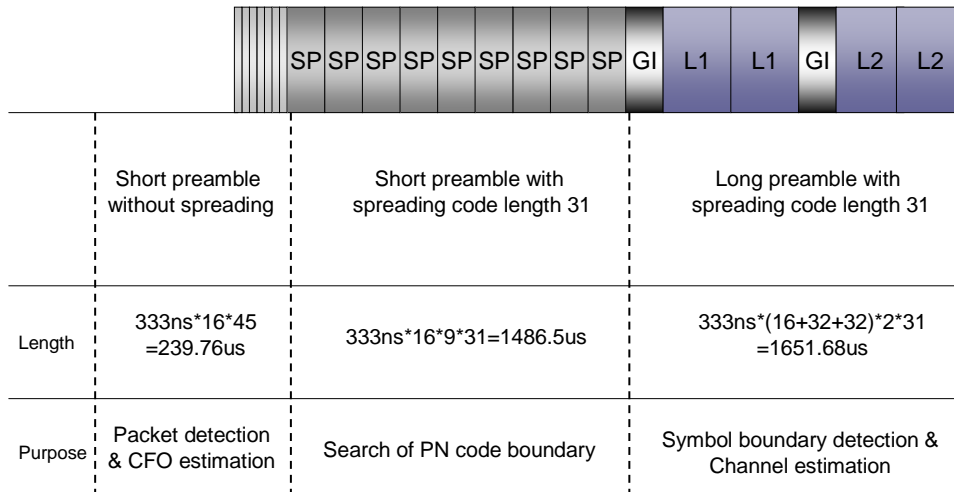 SP SP SP SP SP SP SP SP SP GI L1 L1 GI L2 L2
Short preamble
without spreading
Short preamble with
spreading code length 31
Long preamble with
spreading code length 31
Length
333ns*16*45
=239.76us
333ns*16*9*31=1486.5us
333ns*(16+32+32)*2*31
=1651.68us
Purpose
Packet detection
& CFO estimation
Search of PN code boundary
Symbol boundary detection &
Channel estimation